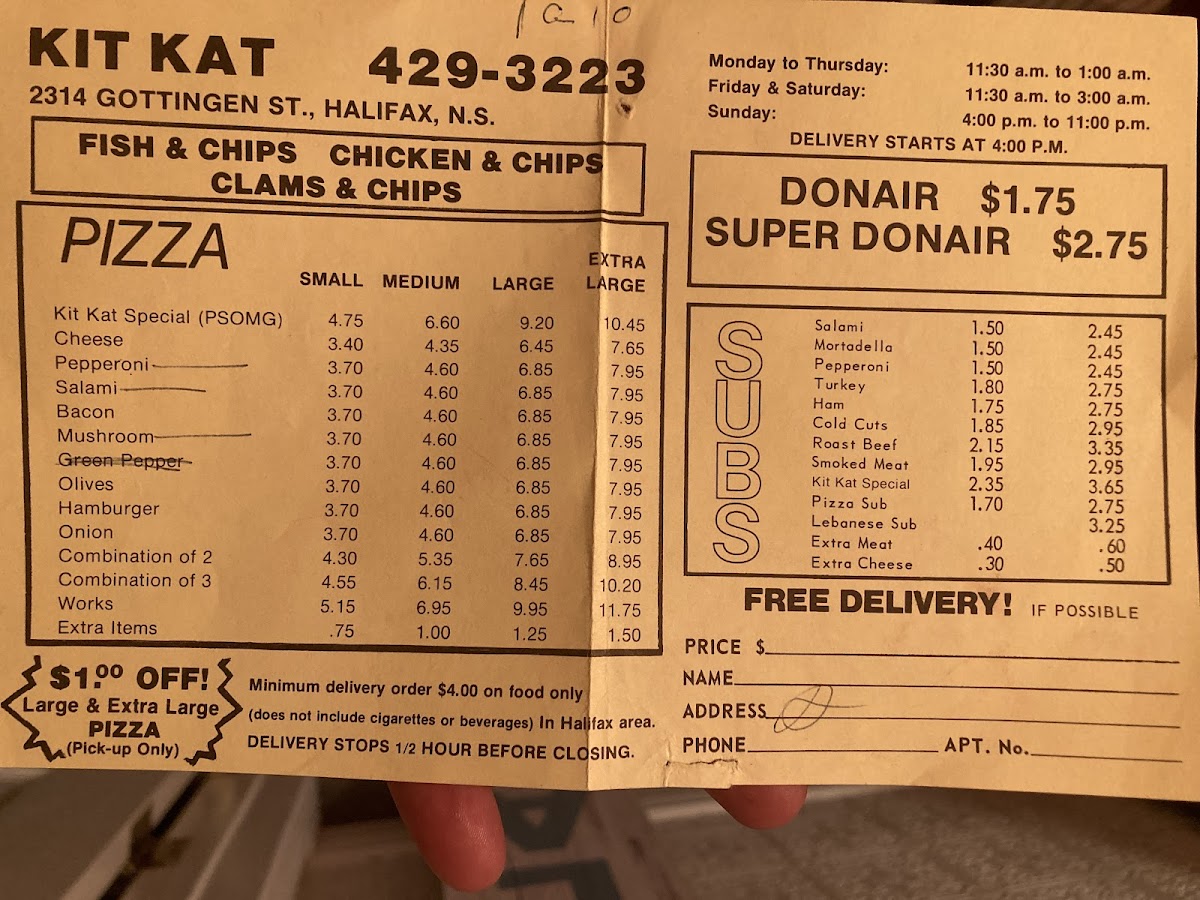 KIT KAT 429-3223
2314 GOTTINGEN ST., HALIFAX, N.S.
FISH & CHIPS CHICKEN & CHIPS
CLAMS & CHIPS
PIZZA
SMALL MEDIUM LARGE EXTRA LARGE
Kit Kat Special (PSOMG) 4.75 6.60 9.20 10.45
Cheese 3.40 4.35 6.45 7.65
Pepperoni 3.70 4.60 6.85 7.95
Salami 3.70 4.60 6.85 7.95
Bacon 3.70 4.60 6.85 7.95
Mushroom 3.70 4.60 6.85 7.95
Green Pepper 3.70 4.60 6.85 7.95
Olives 3.70 4.60 6.85 7.95
Hamburger 3.70 4.60 6.85 7.95
Onion 3.70 4.60 6.85 7.95
Combination of 2 4.30 5.35 7.65 8.95
Combination of 3 4.55 6.15 8.45 10.20
Works 5.15 6.95 9.95 11.75
Extra Items .75 1.00 1.25 1.50
$1.00 OFF!
Large & Extra Large
PIZZA
(Pick-up Only)
Minimum delivery order $4.00 on food only
(does not include cigarettes or beverages) In Halifax area.
DELIVERY STOPS 1/2 HOUR BEFORE CLOSING.
Monday to Thursday: 11:30 a.m. to 1:00 a.m.
Friday & Saturday: 11:30 a.m. to 3:00 a.m.
Sunday: 4:00 p.m. to 11:00 p.m.
DELIVERY STARTS AT 4:00 P.M.
DONAIR $1.75
SUPER DONAIR $2.75
SUBS
Salami 1.50 2.45
Mortadella 1.50 2.45
Pepperoni 1.50 2.45
Turkey 1.80 2.75
Ham 1.75 2.75
Cold Cuts 1.85 2.95
Roast Beef 2.15 3.35
Smoked Meat 1.95 2.95
Kit Kat Special 2.35 3.65
Pizza Sub 1.70 2.75
Lebanese Sub 3.25
Extra Meat .40 .60
Extra Cheese .30 .50
FREE DELIVERY! IF POSSIBLE
PRICE $
NAME
ADDRESS
PHONE APT. No.